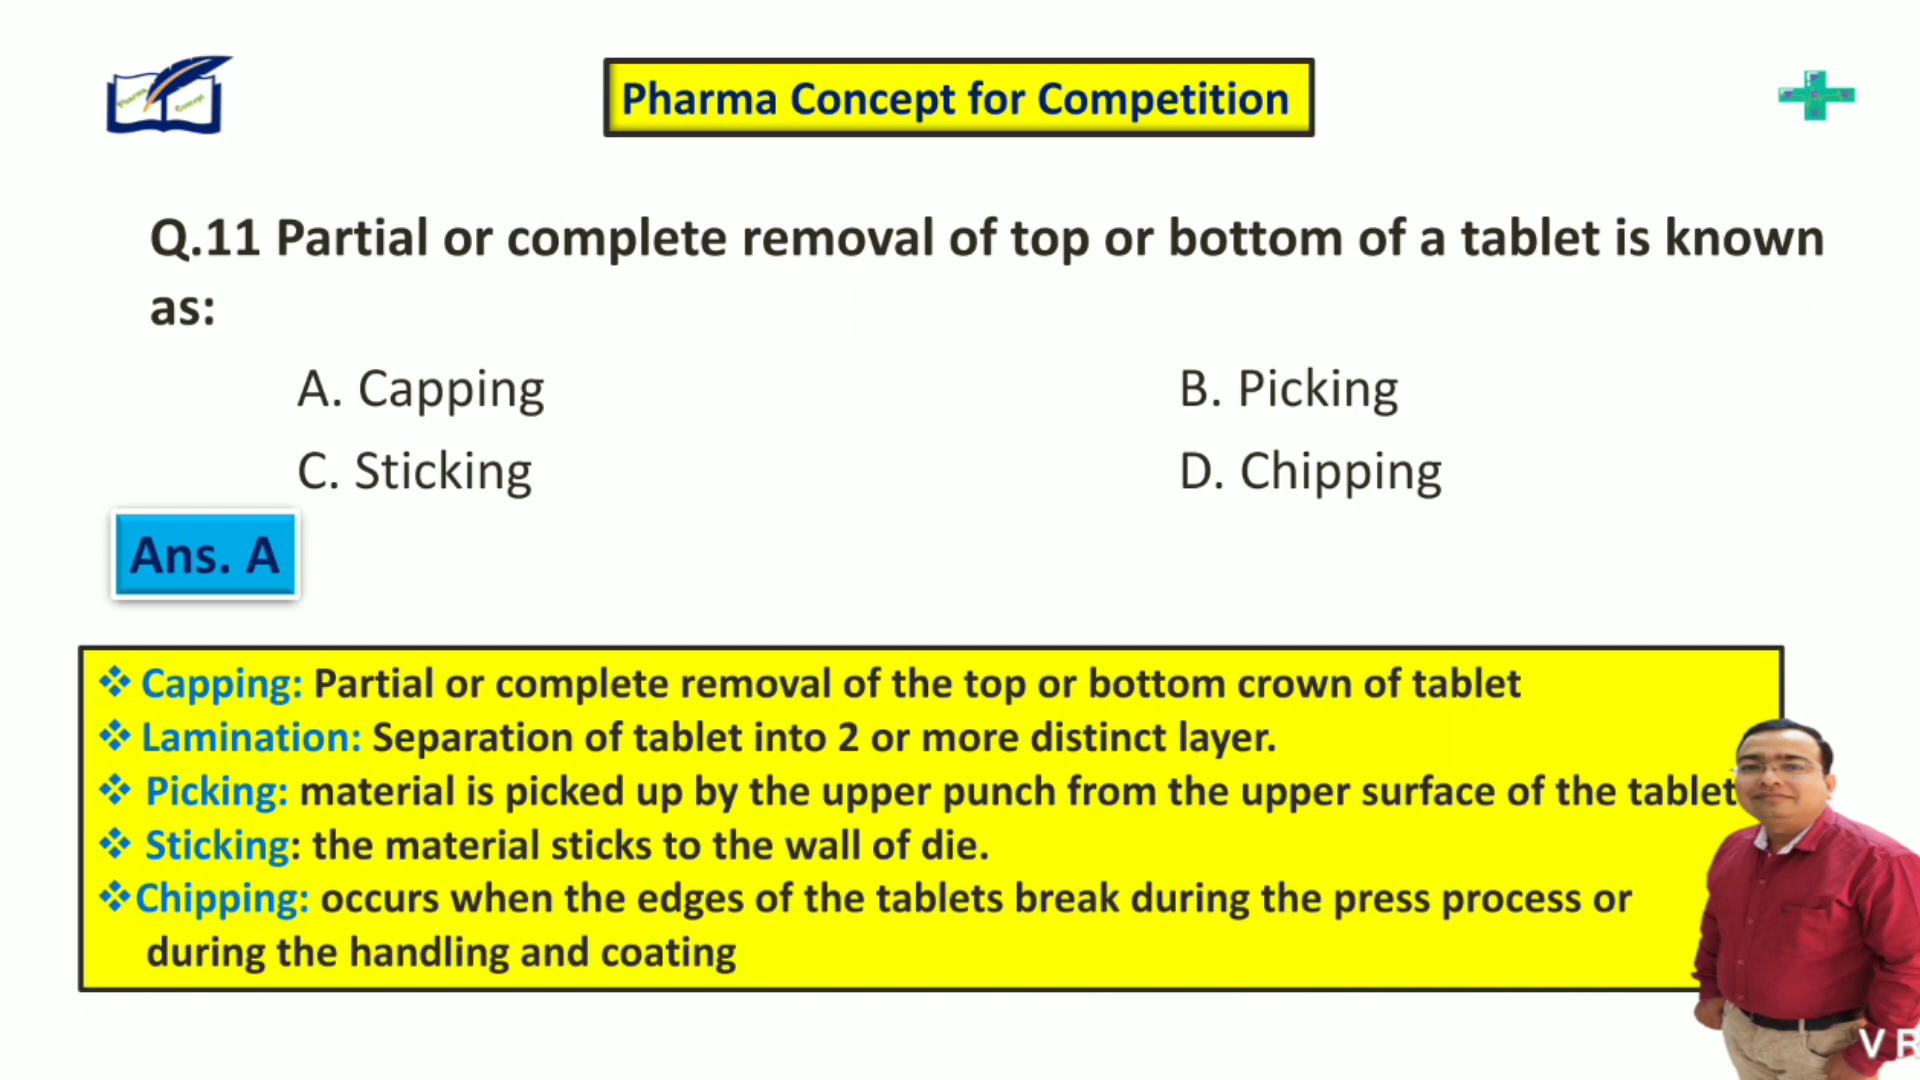 Pharma
Concept
Pharma Concept for Competition
Q.11 Partial or complete removal of top or bottom of a tablet is known
as:
A. Capping
B. Picking
C. Sticking
D. Chipping
Ans. A
❖ Capping: Partial or complete removal of the top or bottom crown of tablet
❖ Lamination: Separation of tablet into 2 or more distinct layer.
❖ Picking: material is picked up by the upper punch from the upper surface of the tablet
❖ Sticking: the material sticks to the wall of die.
❖Chipping: occurs when the edges of the tablets break during the press process or
during the handling and coating
V R